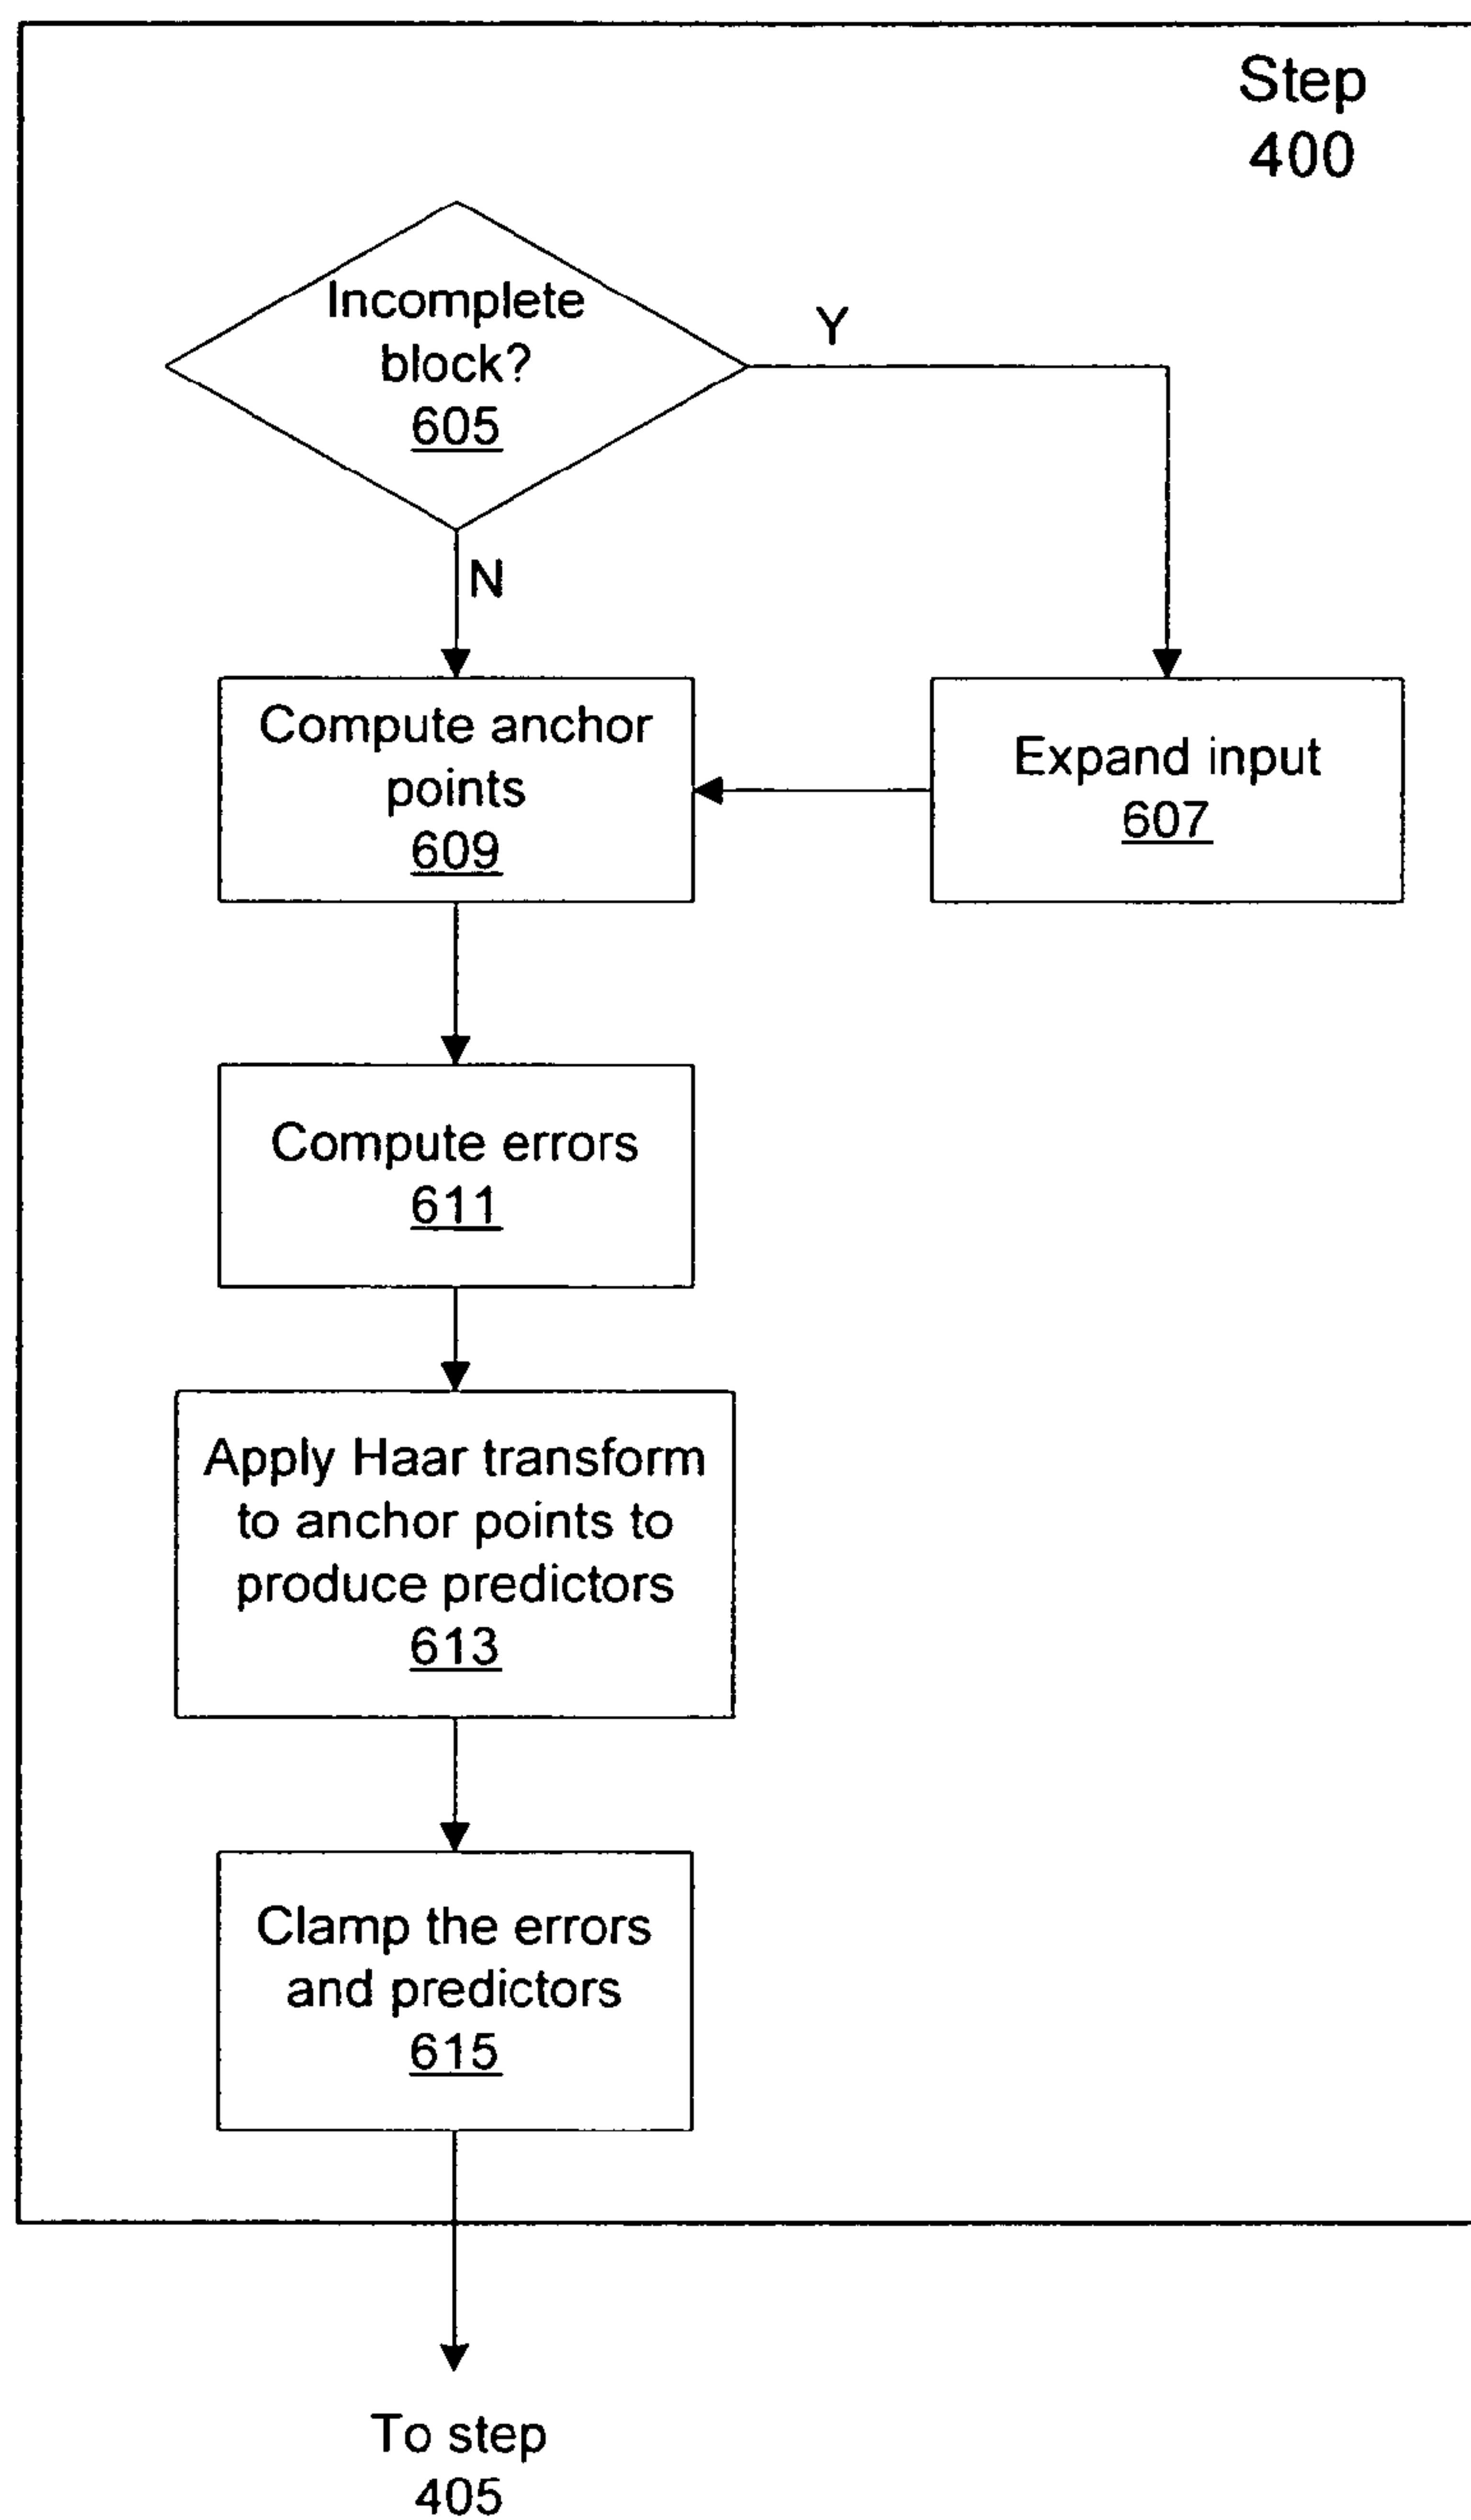 Step
400
Incomplete
block?
605
Y
N
Compute anchor
points
609
Expand input
607
Compute errors
611
Apply Haar transform
to anchor points to
produce predictors
613
Clamp the errors
and predictors
615
To step
405